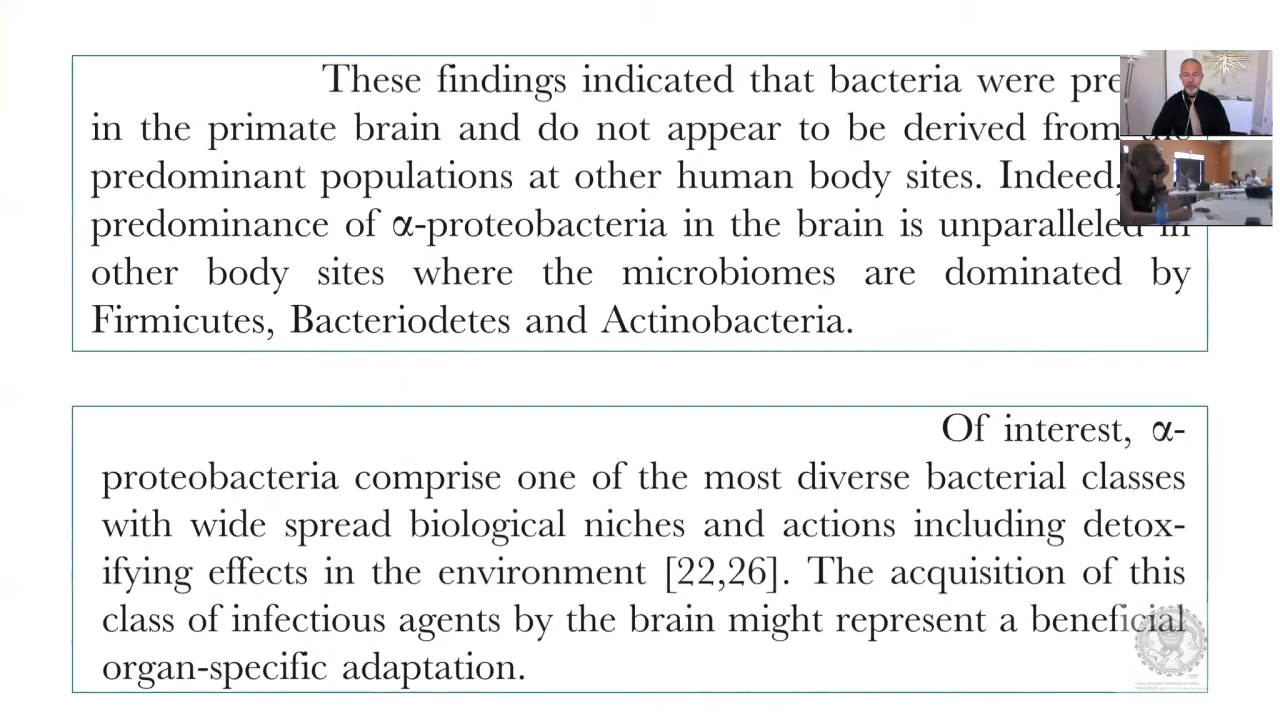 These findings indicated that bacteria were pre
in the primate brain and do not appear to be derived from the
predominant populations at other human body sites. Indeed,
predominance of α-proteobacteria in the brain is unparalleled in
other body sites where the microbiomes are dominated by
Firmicutes, Bacteriodetes and Actinobacteria.
Of interest, α-
proteobacteria comprise one of the most diverse bacterial classes
with wide spread biological niches and actions including detox-
ifying effects in the environment [22,26]. The acquisition of this
class of infectious agents by the brain might represent a beneficial
organ-specific adaptation.